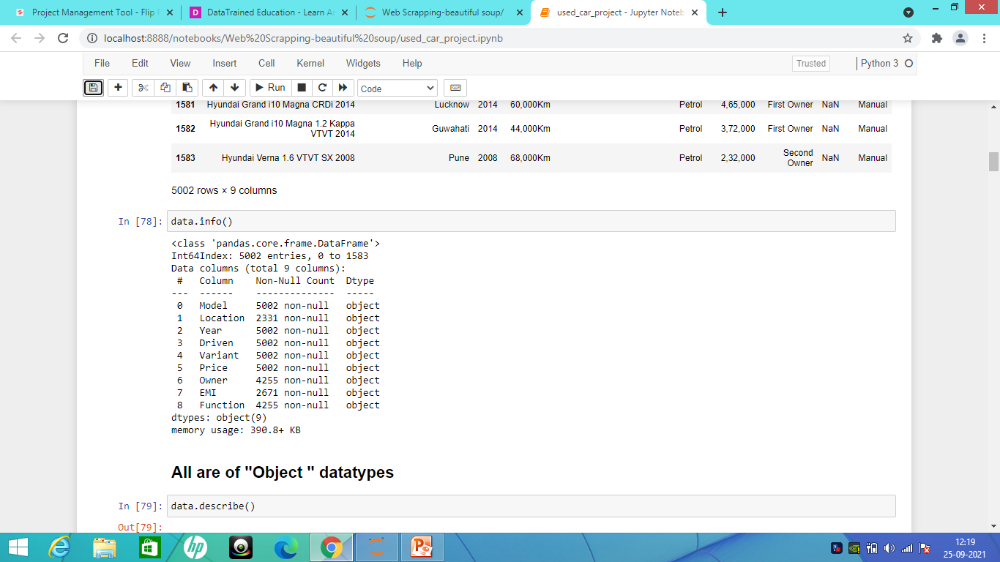 Project Management Tool - Flip R
DataTrained Education - Learn A
Web Scrapping-beautiful soup/
used_car_project - Jupyter Noteb
localhost:8888/notebooks/Web%20Scrapping-beautiful%20soup/used_car_project.ipynb
File Edit View Insert Cell Kernel Widgets Help
Trusted
Python 3
Run
Code
1581 Hyundai Grand i10 Magna CRDi 2014 Lucknow 2014 60,000Km Petrol 4,65,000 First Owner NaN Manual
1582 Hyundai Grand i10 Magna 1.2 Kappa VTVT 2014 Guwahati 2014 44,000Km Petrol 3,72,000 First Owner NaN Manual
1583 Hyundai Verna 1.6 VTVT SX 2008 Pune 2008 68,000Km Petrol 2,32,000 Second Owner NaN Manual
5002 rows × 9 columns
In [78]: data.info()
<class 'pandas.core.frame.DataFrame'>
Int64Index: 5002 entries, 0 to 1583
Data columns (total 9 columns):
# Column Non-Null Count Dtype
--- ------ -------------- -----
0 Model 5002 non-null object
1 Location 2331 non-null object
2 Year 5002 non-null object
3 Driven 5002 non-null object
4 Variant 5002 non-null object
5 Price 5002 non-null object
6 Owner 4255 non-null object
7 EMI 2671 non-null object
8 Function 4255 non-null object
dtypes: object(9)
memory usage: 390.8+ KB
All are of "Object " datatypes
In [79]: data.describe()
Out[79]:
12:19
25-09-2021